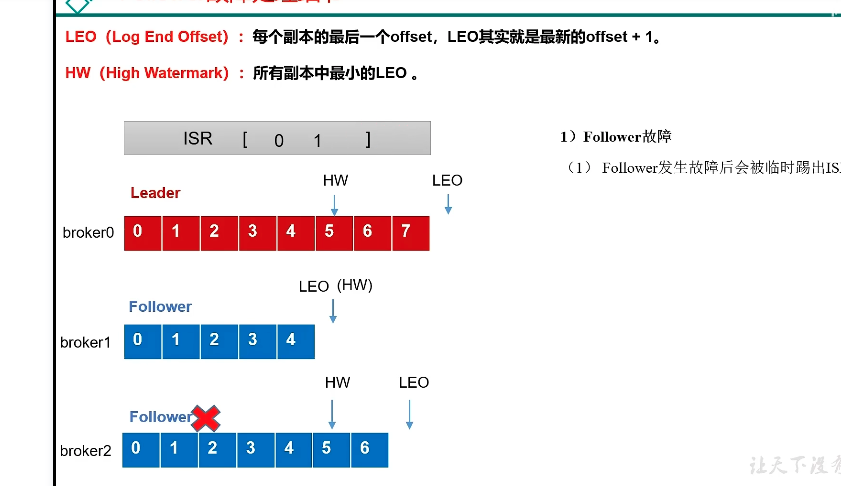 LEO（Log End Offset）：每个副本的最后一个offset，LEO其实就是最新的offset + 1。
HW（High Watermark）：所有副本中最小的LEO 。
ISR [ 0 1 ]
1）Follower故障
（1） Follower发生故障后会被临时踢出IS
HW LEO
Leader
broker0 0 1 2 3 4 5 6 7
LEO (HW)
Follower
broker1 0 1 2 3 4
HW LEO
Follower
broker2 0 1 2 3 4 5 6
让天下没有